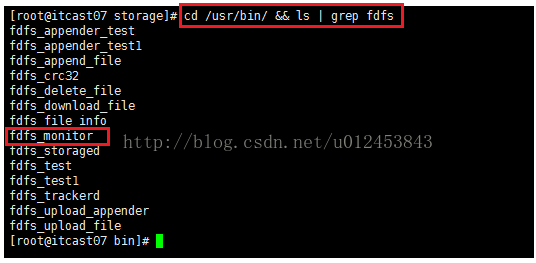 [root@itcast07 storage]# cd /usr/bin/ && ls | grep fdfs
fdfs_appender_test
fdfs_appender_test1
fdfs_append_file
fdfs_crc32
fdfs_delete_file
fdfs_download_file
fdfs_file_info
fdfs_monitor
http://blog.csdn.net/u012453843
fdfs_storaged
fdfs_test
fdfs_test1
fdfs_trackerd
fdfs_upload_appender
fdfs_upload_file
[root@itcast07 bin]#